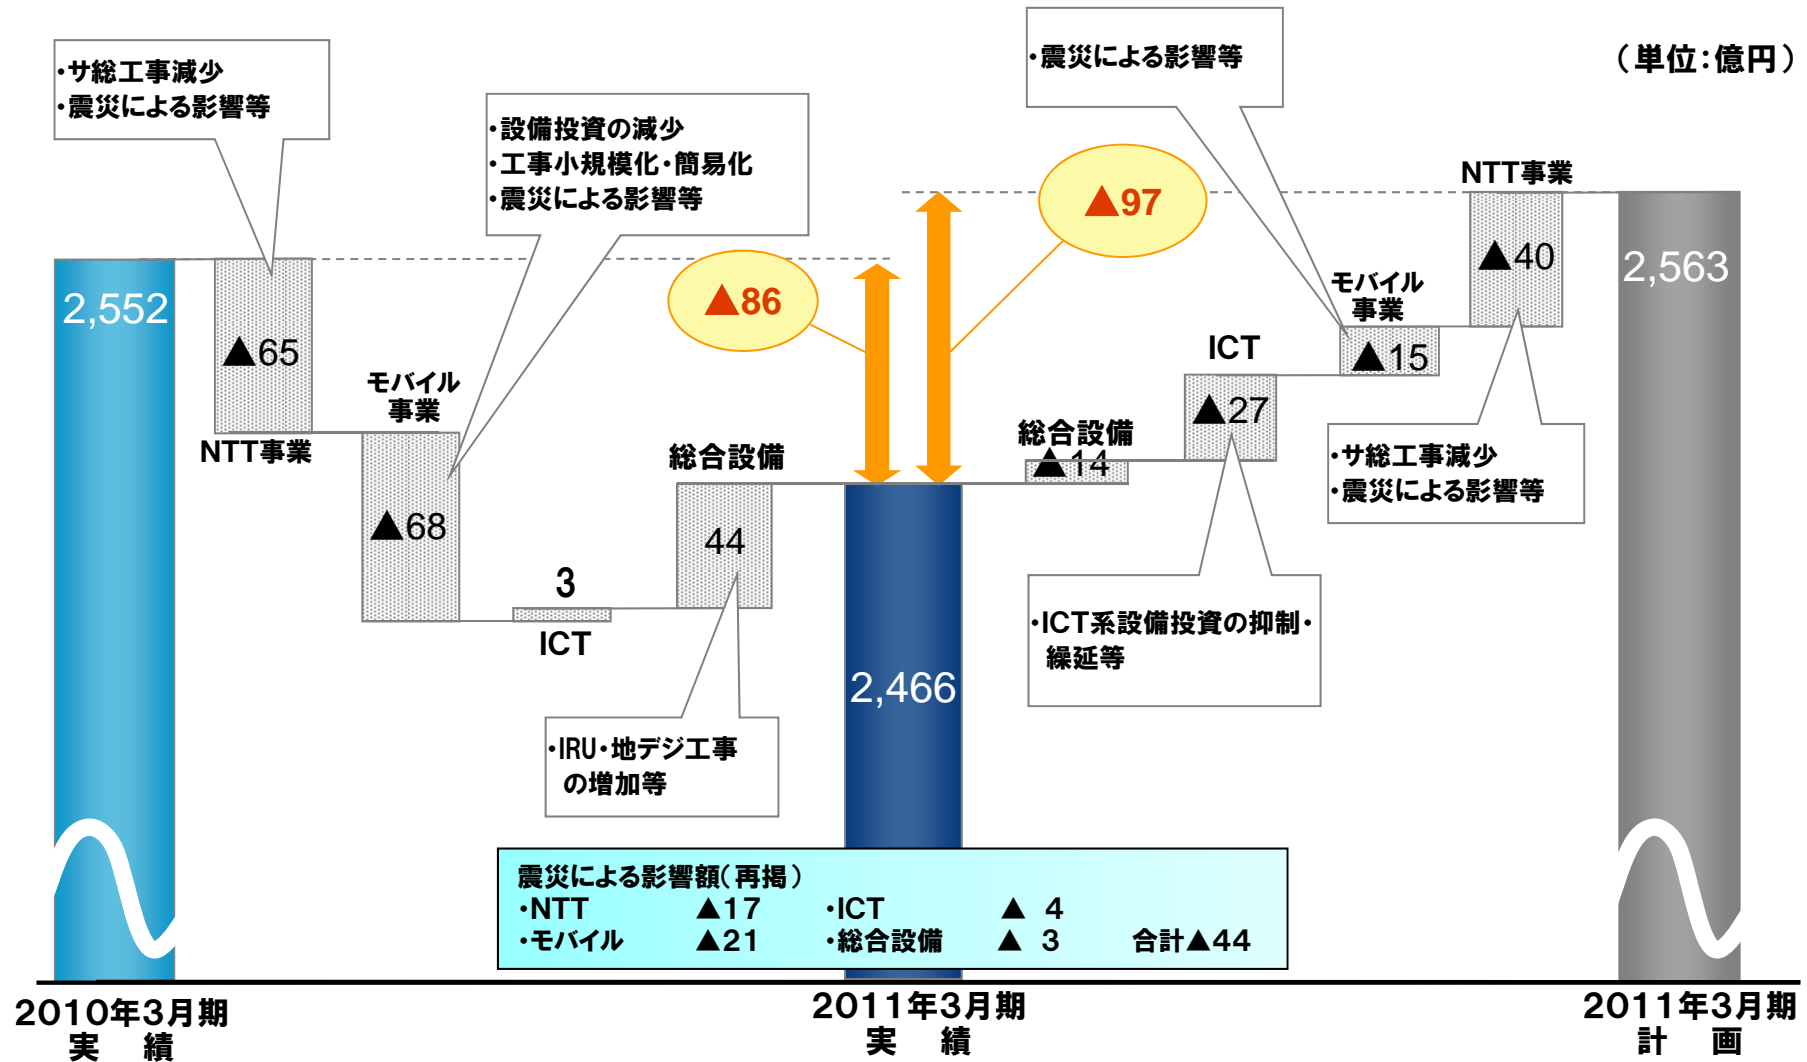 (単位:億円)
・サ総工事減少
・震災による影響等
・設備投資の減少
・工事小規模化・簡易化
・震災による影響等
・震災による影響等
2,552
▲65
NTT事業
モバイル
事業
▲68
3
ICT
総合設備
44
・IRU・地デジ工事
の増加等
▲86
▲97
2,466
総合設備
▲14
ICT
▲27
・ICT系設備投資の抑制・
繰延等
モバイル
事業
▲15
NTT事業
▲40
・サ総工事減少
・震災による影響等
2,563
震災による影響額(再掲)
・NTT ▲17 ・ICT ▲ 4
・モバイル ▲21 ・総合設備 ▲ 3 合計▲44
2010年3月期
実 績
2011年3月期
実 績
2011年3月期
計 画